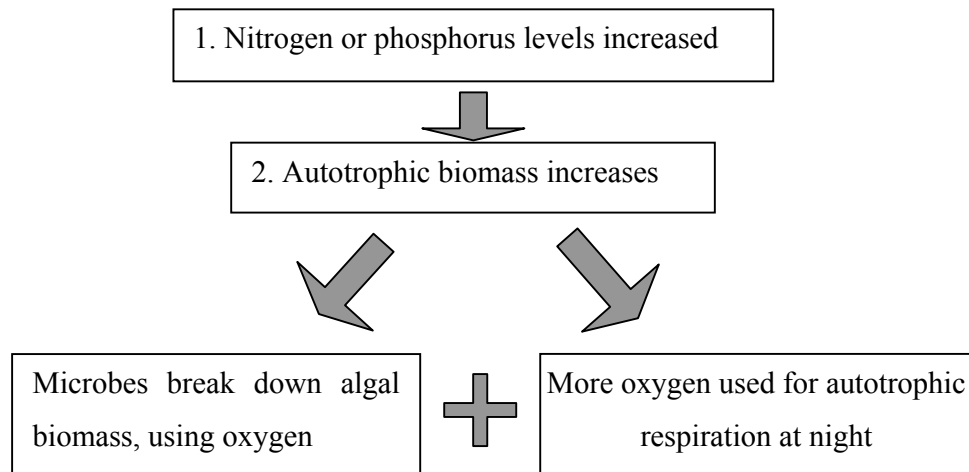 1. Nitrogen or phosphorus levels increased
2. Autotrophic biomass increases
Microbes break down algal
biomass, using oxygen
More oxygen used for autotrophic
respiration at night